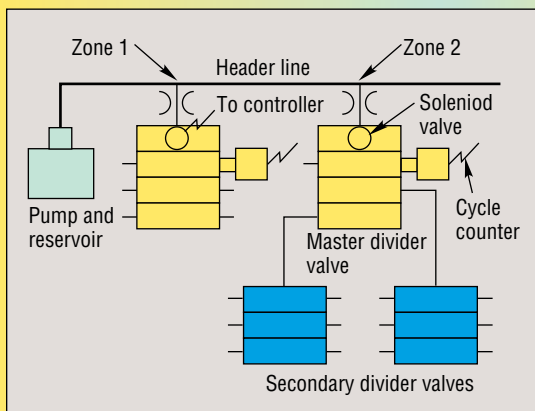 Zone 1
Zone 2
Header line
To controller
Soleniod
valve
Pump and
reservoir
Cycle
counter
Master divider
valve
Secondary divider valves